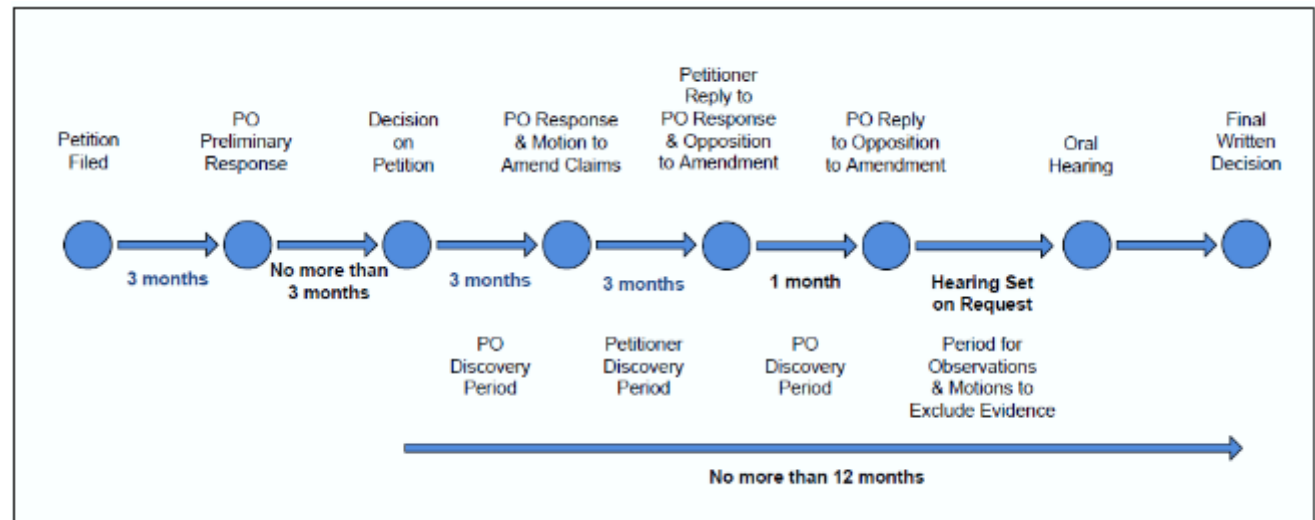 Petition
Filed
PO
Preliminary
Response
Decision
on
Petition
PO Response
& Motion to
Amend Claims
Petitioner
Reply to
PO Response
& Opposition
to Amendment
PO Reply
to Opposition
to Amendment
Oral
Hearing
Final
Written
Decision
3 months
No more than
3 months
3 months
3 months
1 month
Hearing Set
on Request
PO
Discovery
Period
Petitioner
Discovery
Period
PO
Discovery
Period
Period for
Observations
& Motions to
Exclude Evidence
No more than 12 months